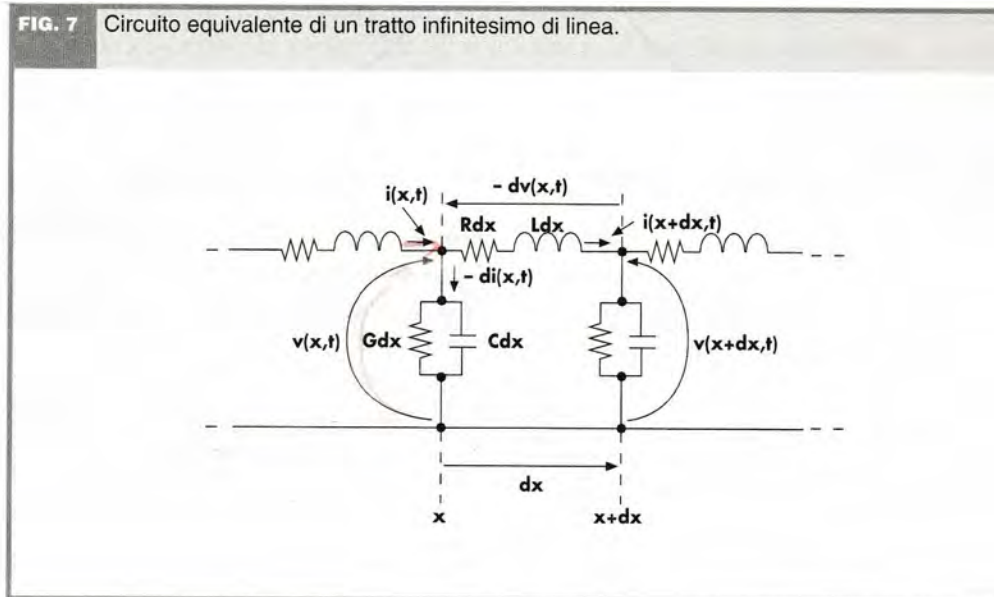 FIG. 7 Circuito equivalente di un tratto infinitesimo di linea.
- dv(x,t)
i(x,t)
Rdx
Ldx
i(x+dx,t)
- di(x,t)
v(x,t)
Gdx
Cdx
v(x+dx,t)
dx
x
x+dx